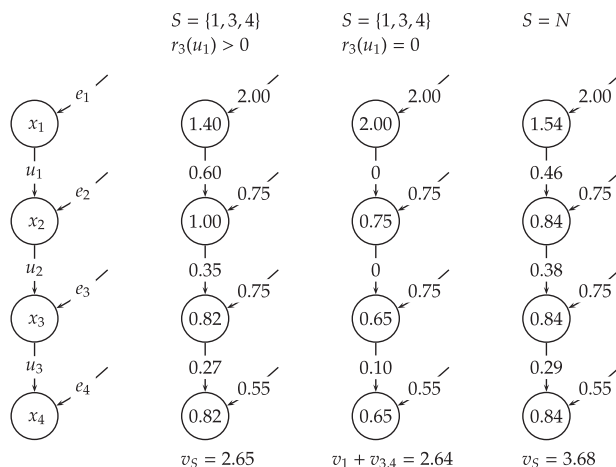 S = {1, 3, 4} S = {1, 3, 4} S = N
r₃(u₁) > 0 r₃(u₁) = 0
e₁ 2.00 2.00 2.00
x₁ 1.40 2.00 1.54
u₁ 0.60 0 0.46
e₂ 0.75 0.75 0.75
x₂ 1.00 0.75 0.84
u₂ 0.35 0 0.38
e₃ 0.75 0.75 0.75
x₃ 0.82 0.65 0.84
u₃ 0.27 0.10 0.29
e₄ 0.55 0.55 0.55
x₄ 0.82 0.65 0.84
v_S = 2.65 v₁ + v₃,₄ = 2.64 v_S = 3.68